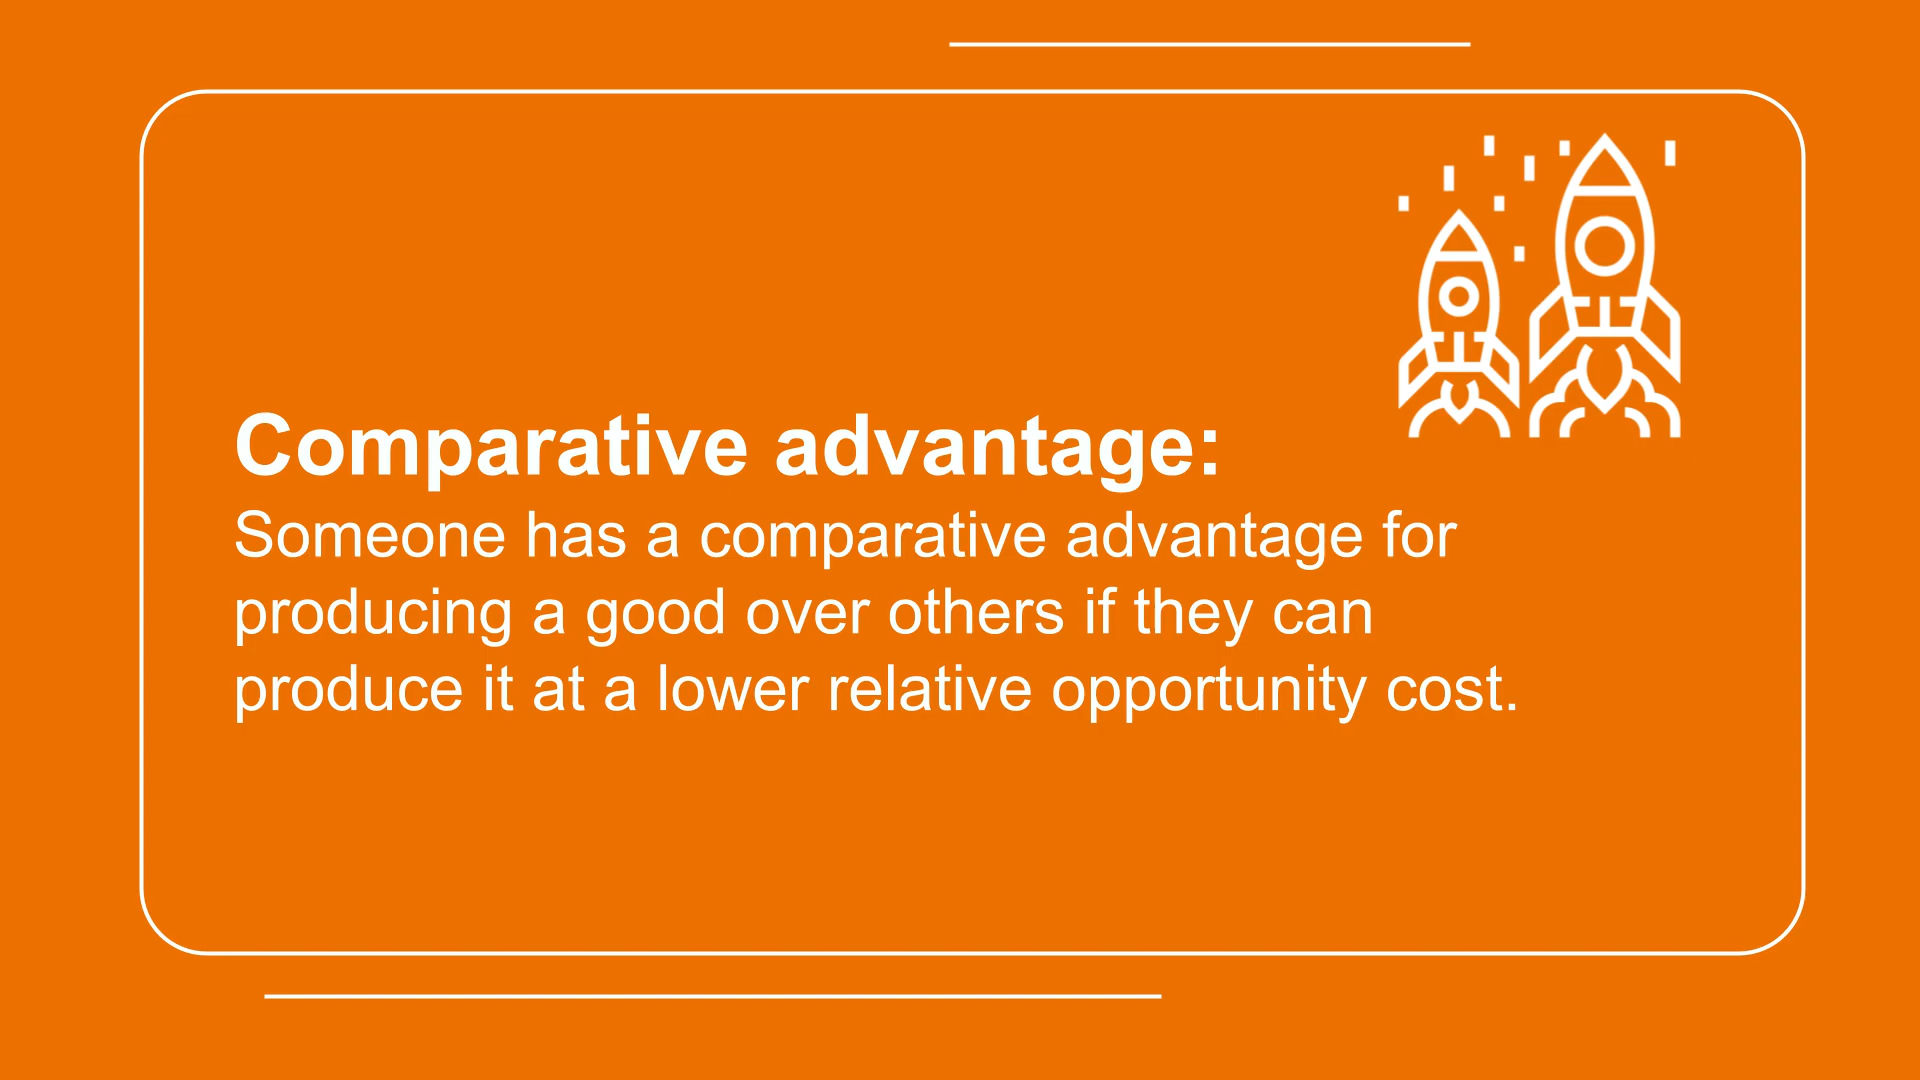 Comparative advantage:
Someone has a comparative advantage for
producing a good over others if they can
produce it at a lower relative opportunity cost.